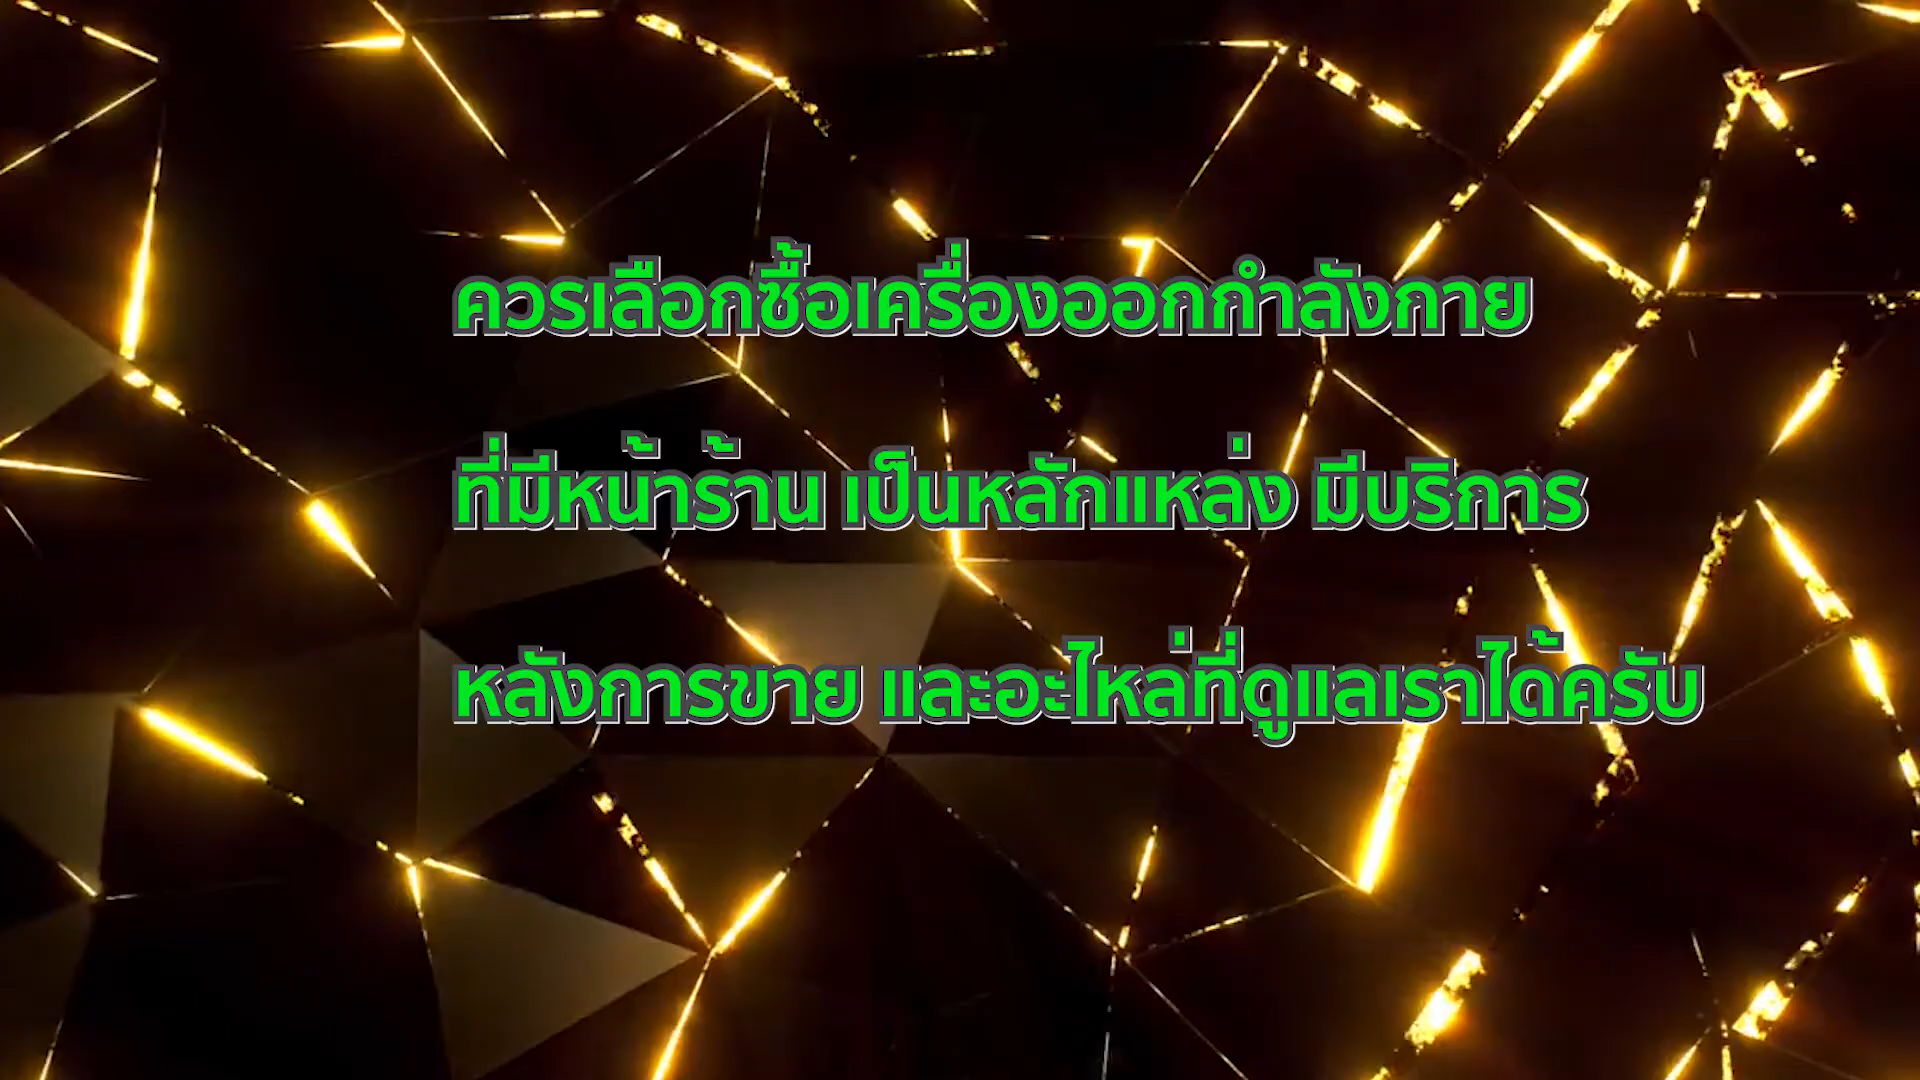 ควรเลือกซื้อเครื่องออกกำลังกาย
ที่มีหน้าร้าน เป็นหลักแหล่ง มีบริการ
หลังการขาย และอะไหล่ที่ดูแลเราได้ครับ